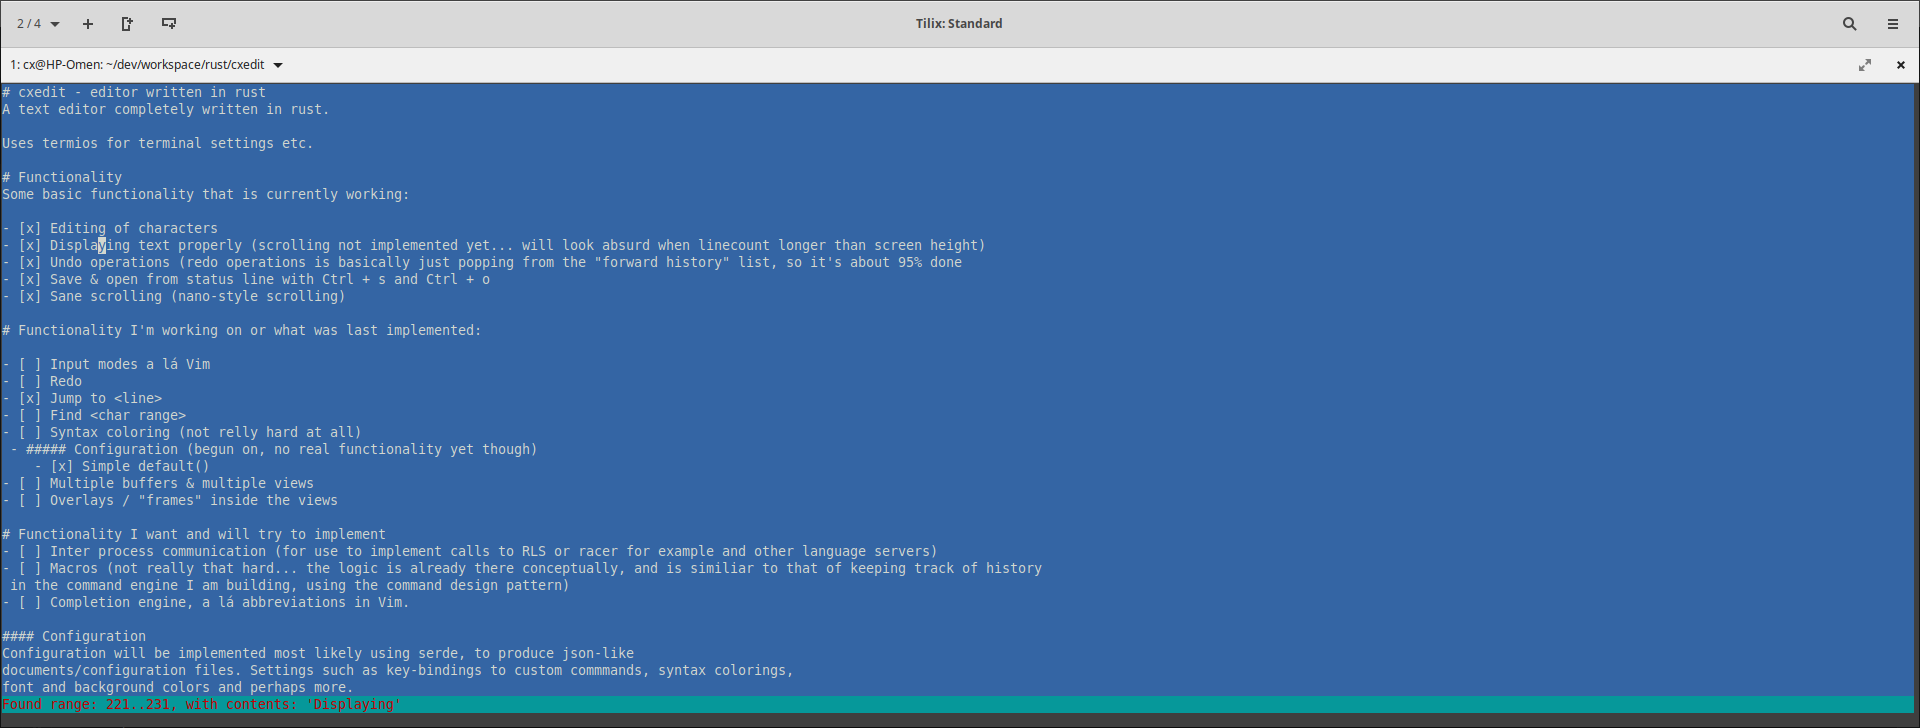 2 / 4
Tilix: Standard
1: cx@HP-Omen: ~/dev/workspace/rust/cxedit
# cxedit - editor written in rust
A text editor completely written in rust.
Uses termios for terminal settings etc.
# Functionality
Some basic functionality that is currently working:
- [x] Editing of characters
- [x] Displaying text properly (scrolling not implemented yet... will look absurd when linecount longer than screen height)
- [x] Undo operations (redo operations is basically just popping from the "forward history" list, so it's about 95% done
- [x] Save & open from status line with Ctrl + s and Ctrl + o
- [x] Sane scrolling (nano-style scrolling)
# Functionality I'm working on or what was last implemented:
- [ ] Input modes a lá Vim
- [ ] Redo
- [x] Jump to <line>
- [ ] Find <char range>
- [ ] Syntax coloring (not relly hard at all)
 - ##### Configuration (begun on, no real functionality yet though)
    - [x] Simple default()
- [ ] Multiple buffers & multiple views
- [ ] Overlays / "frames" inside the views
# Functionality I want and will try to implement
- [ ] Inter process communication (for use to implement calls to RLS or racer for example and other language servers)
- [ ] Macros (not really that hard... the logic is already there conceptually, and is similiar to that of keeping track of history
 in the command engine I am building, using the command design pattern)
- [ ] Completion engine, a lá abbreviations in Vim.
#### Configuration
Configuration will be implemented most likely using serde, to produce json-like
documents/configuration files. Settings such as key-bindings to custom commmands, syntax colorings,
font and background colors and perhaps more.
Found range: 221..231, with contents: 'Displaying'